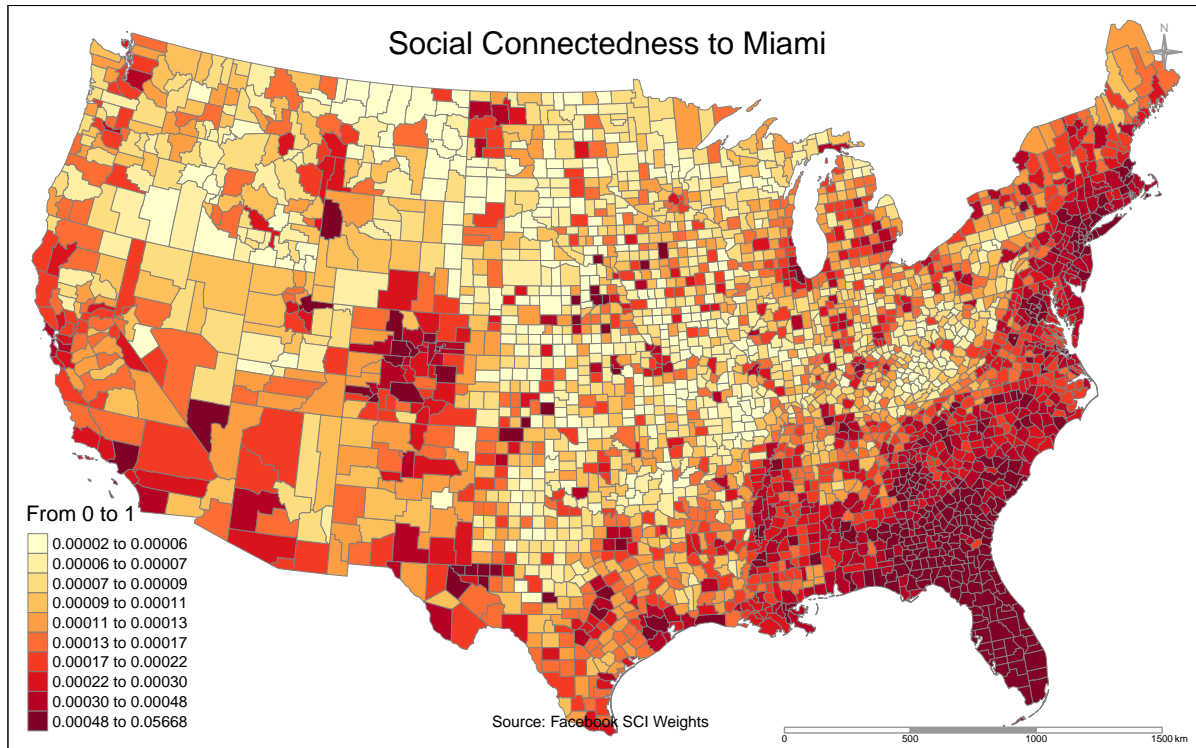 Social Connectedness to Miami
N
From 0 to 1
0.00002 to 0.00006
0.00006 to 0.00007
0.00007 to 0.00009
0.00009 to 0.00011
0.00011 to 0.00013
0.00013 to 0.00017
0.00017 to 0.00022
0.00022 to 0.00030
0.00030 to 0.00048
0.00048 to 0.05668
Source: Facebook SCI Weights
0 500 1000 1500 km